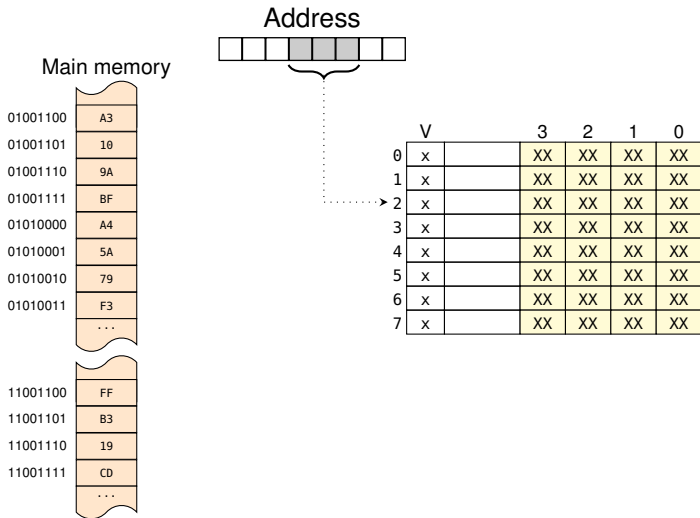 Address
Main memory
01001100 A3
01001101 10
01001110 9A
01001111 BF
01010000 A4
01010001 5A
01010010 79
01010011 F3
...
11001100 FF
11001101 B3
11001110 19
11001111 CD
...
V 3 2 1 0
0 x XX XX XX XX
1 x XX XX XX XX
2 x XX XX XX XX
3 x XX XX XX XX
4 x XX XX XX XX
5 x XX XX XX XX
6 x XX XX XX XX
7 x XX XX XX XX